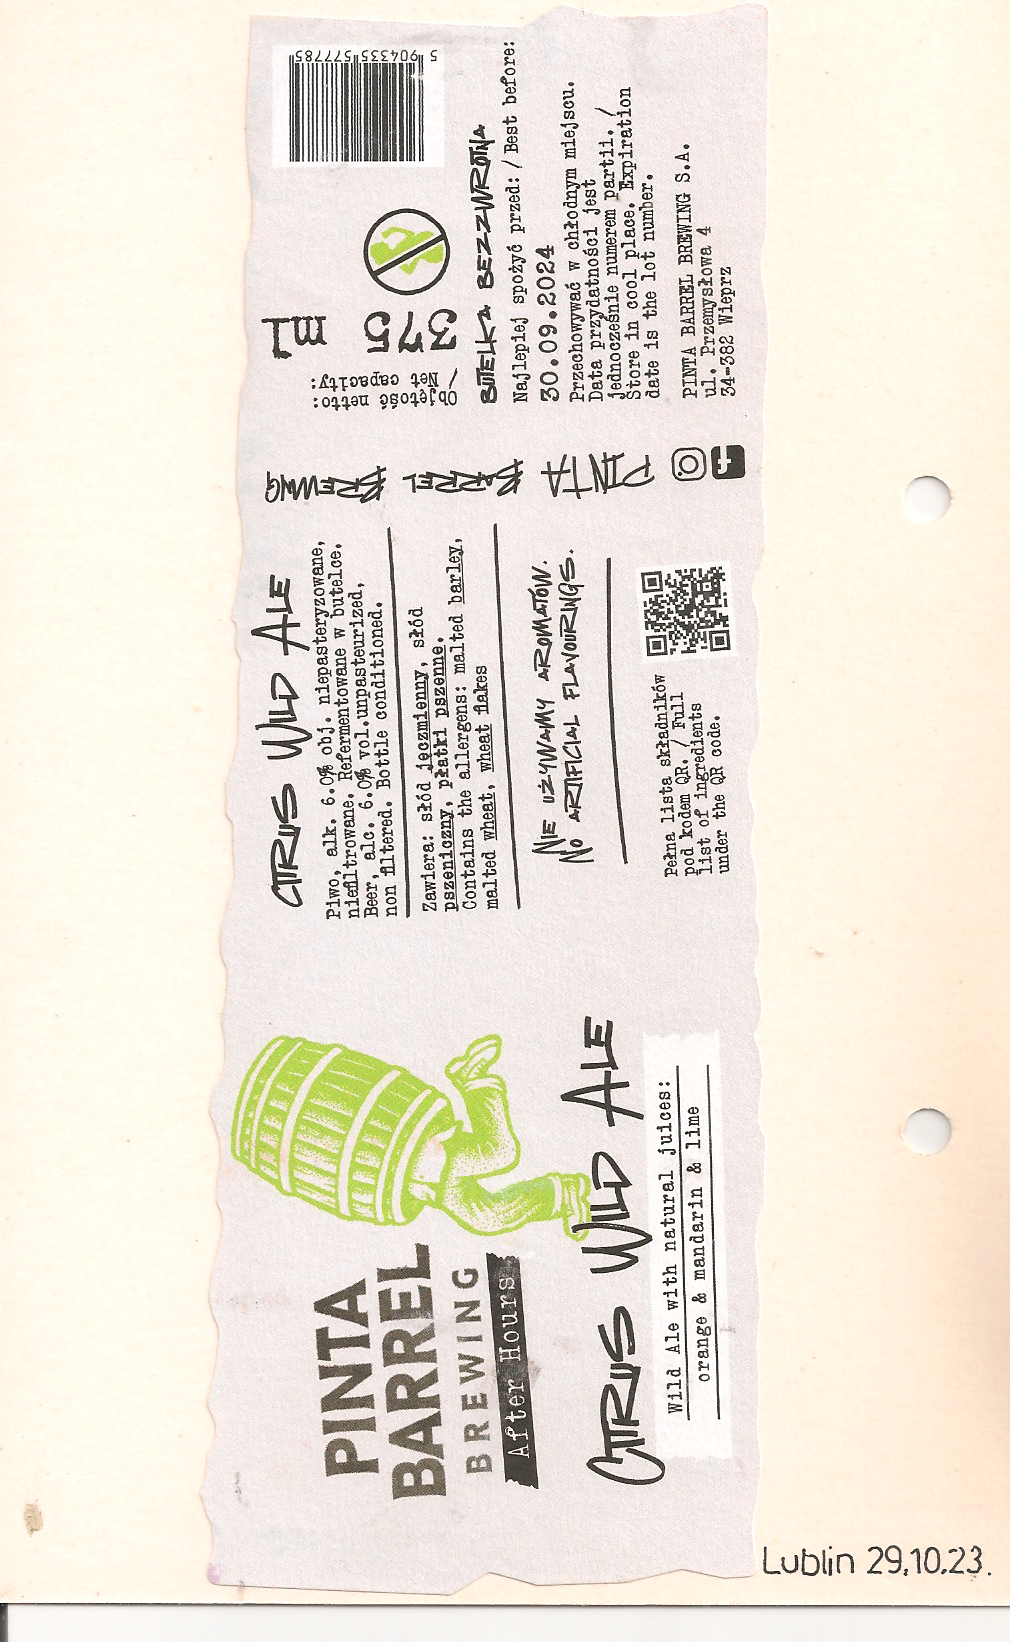 PINTA
BARREL
BREWING
After Hours
CITRUS WILD ALE
Wild Ale with natural juices:
orange & mandarin & lime
CITRUS WILD ALE
Piwo, alk. 6.0% obj. niepasteryzowane,
niefiltrowane. Refermentowane w butelce.
Beer, alc. 6.0% vol.unpasteurized,
non filtered. Bottle conditioned.
Zawiera: słód jęczmienny, słód
pszeniczny, płatki pszenne.
Contains the allergens: malted barley,
malted wheat, wheat flakes
NIE UŻYWAMY AROMATÓW.
NO ARTIFICIAL FLAVOURINGS.
Pełna lista składników
pod kodem QR. / Full
list of ingredients
under the QR code.
PINTA
BARREL
BREWING
Objętość netto:
/ Net capacity:
375 ml
5 904335 577785
BUTELKA BEZZWROTNA
Najlepiej spożyć przed: / Best before:
30.09.2024
Przechowywać w chłodnym miejscu.
Data przydatności jest
jednocześnie numerem partii. /
Store in cool place. Expiration
date is the lot number.
PINTA BARREL BREWING S.A.
ul. Przemysłowa 4
34-382 Wieprz
Lublin 29.10.23.